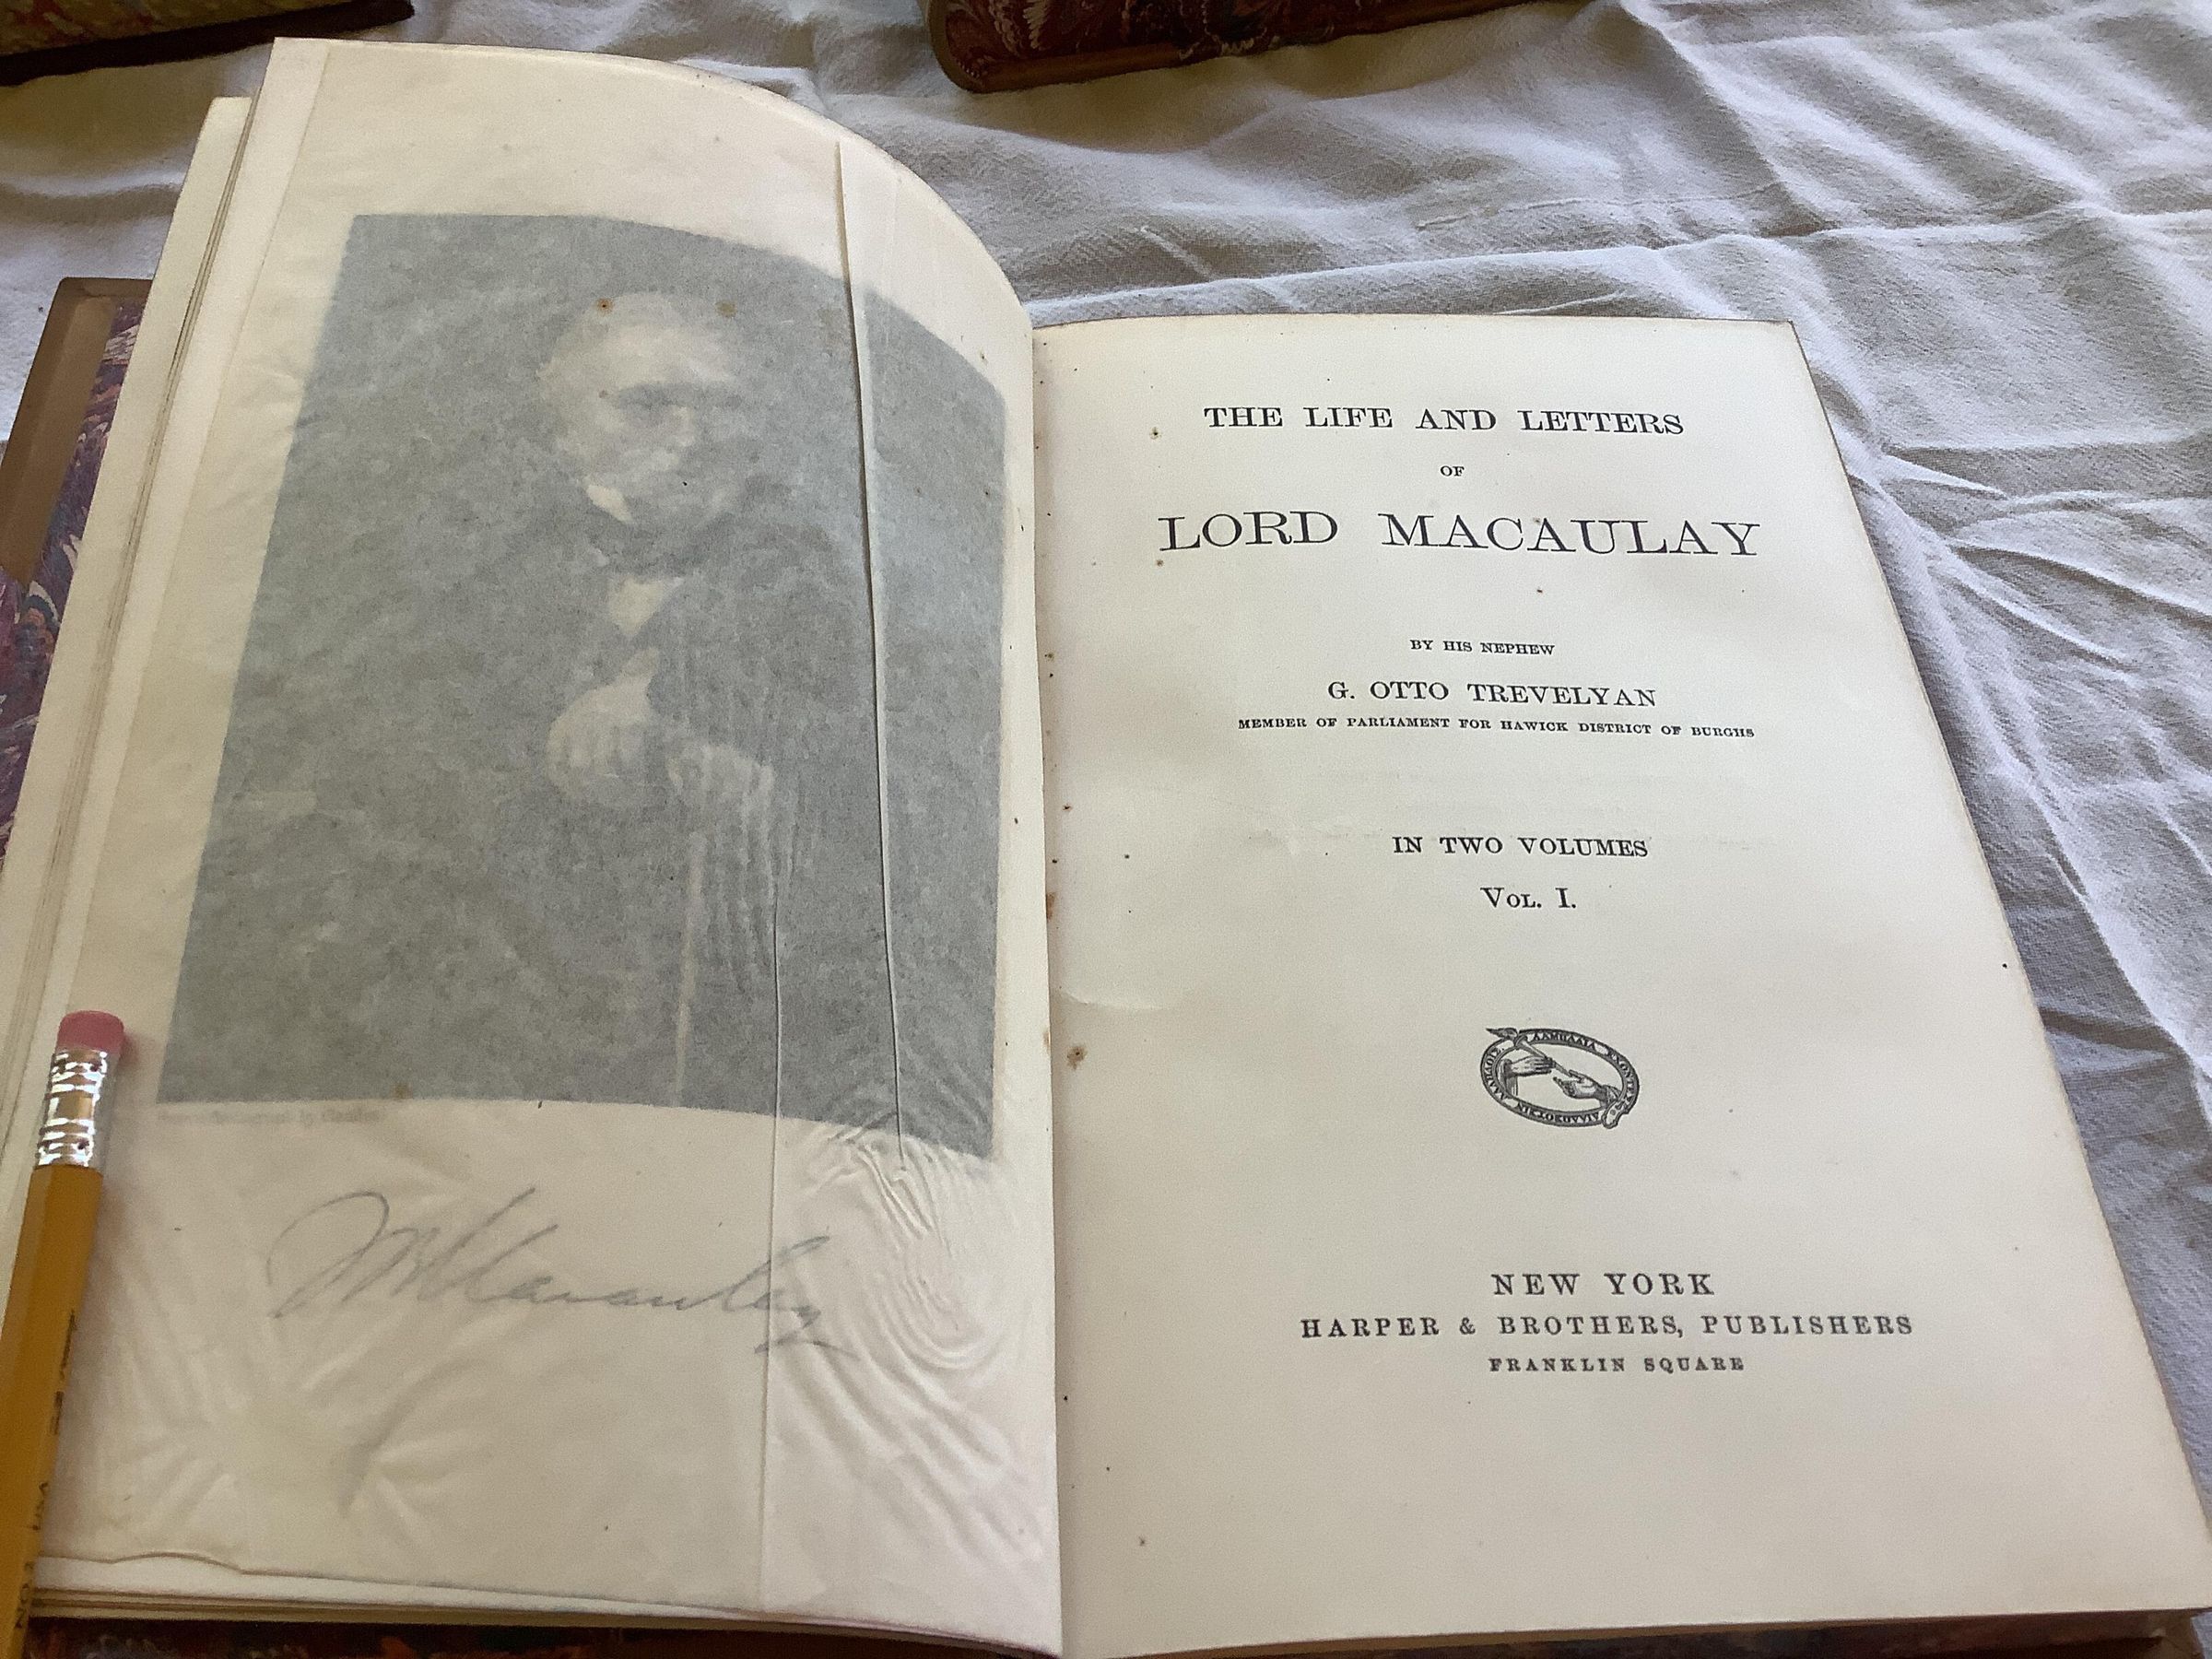 T B Macaulay
THE LIFE AND LETTERS
OF
LORD MACAULAY
BY HIS NEPHEW
G. OTTO TREVELYAN
MEMBER OF PARLIAMENT FOR HAWICK DISTRICT OF BURGHS
IN TWO VOLUMES
VOL. I.
NEW YORK
HARPER & BROTHERS, PUBLISHERS
FRANKLIN SQUARE